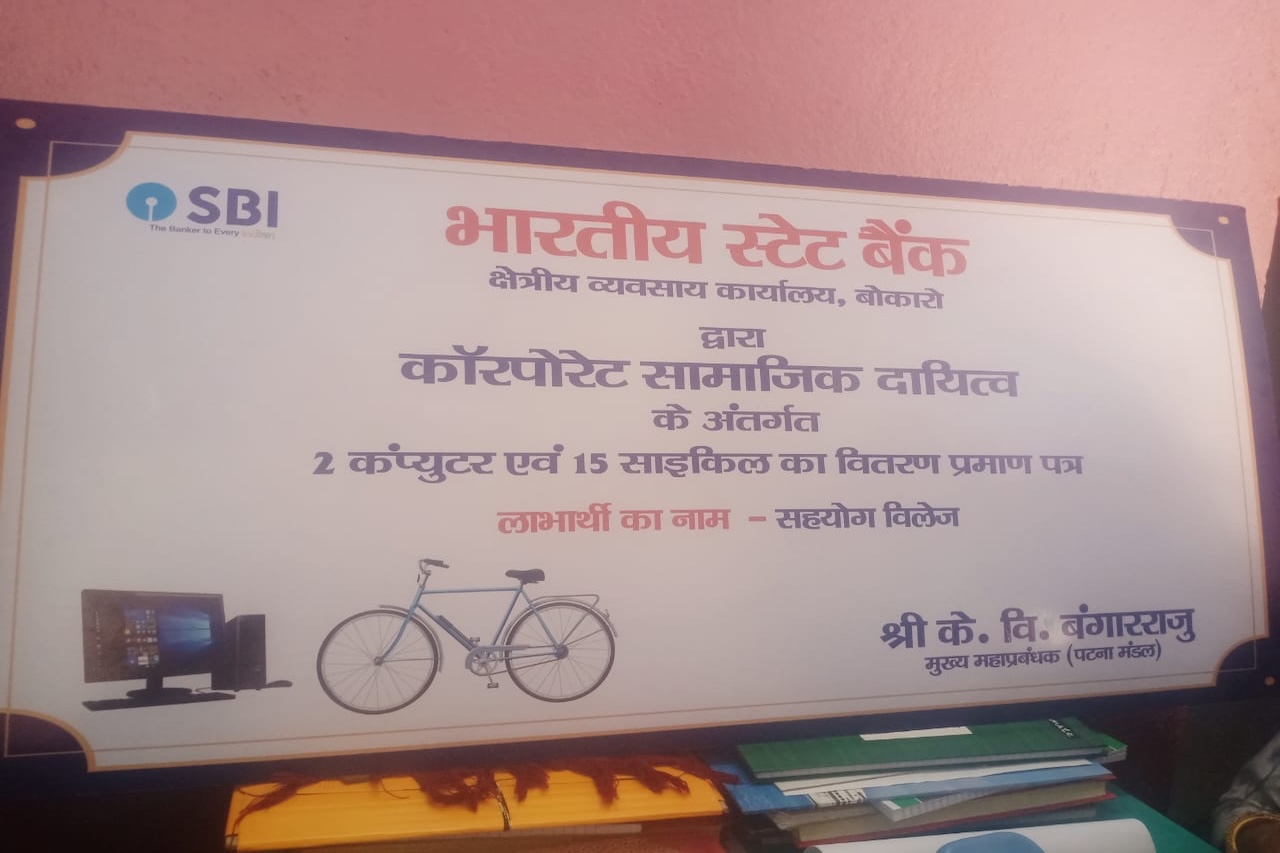 SBI
The Banker to Every Indian
भारतीय स्टेट बैंक
क्षेत्रीय व्यवसाय कार्यालय, बोकारो
द्वारा
कॉरपोरेट सामाजिक दायित्व
के अंतर्गत
2 कंप्युटर एवं 15 साइकिल का वितरण प्रमाण पत्र
लाभार्थी का नाम - सहयोग विलेज
श्री के. वि. बंगारराजु
मुख्य महाप्रबंधक (पटना मंडल)